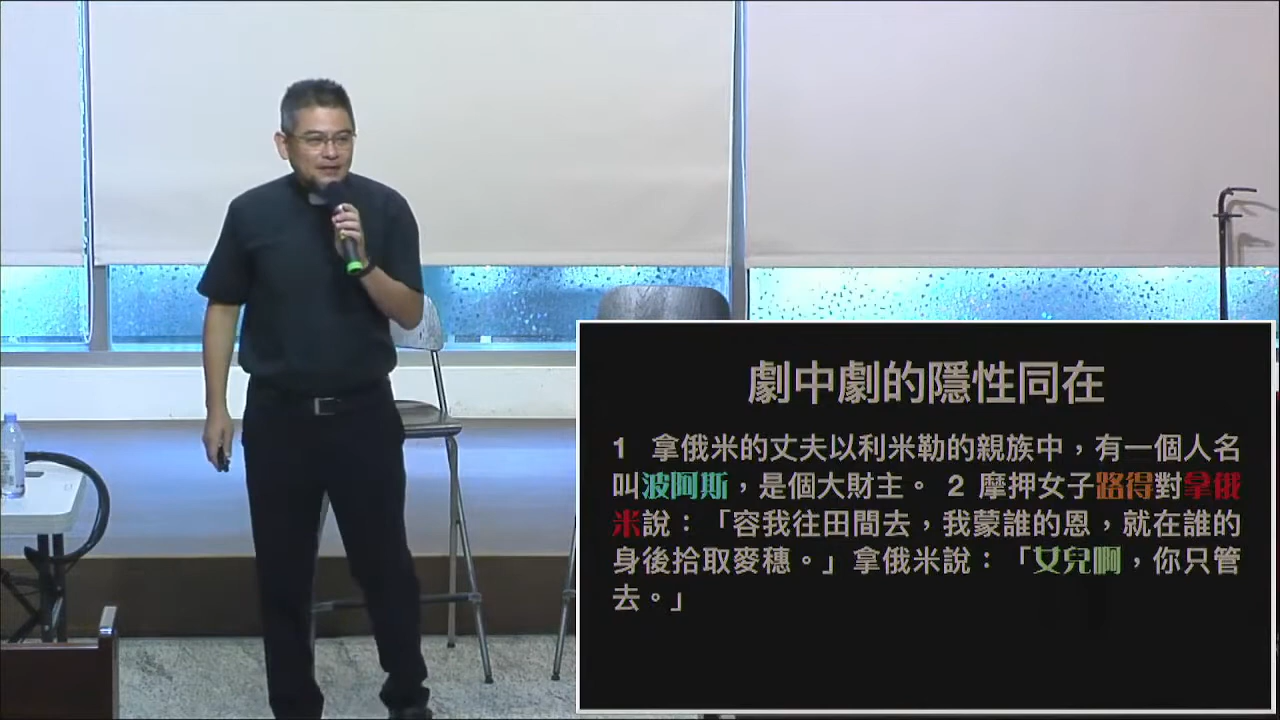 劇中劇的隱性同在
1 拿俄米的丈夫以利米勒的親族中，有一個人名
叫波阿斯，是個大財主。 2 摩押女子路得對拿俄
米說：「容我往田間去，我蒙誰的恩，就在誰的
身後拾取麥穗。」拿俄米說：「女兒啊，你只管
去。」